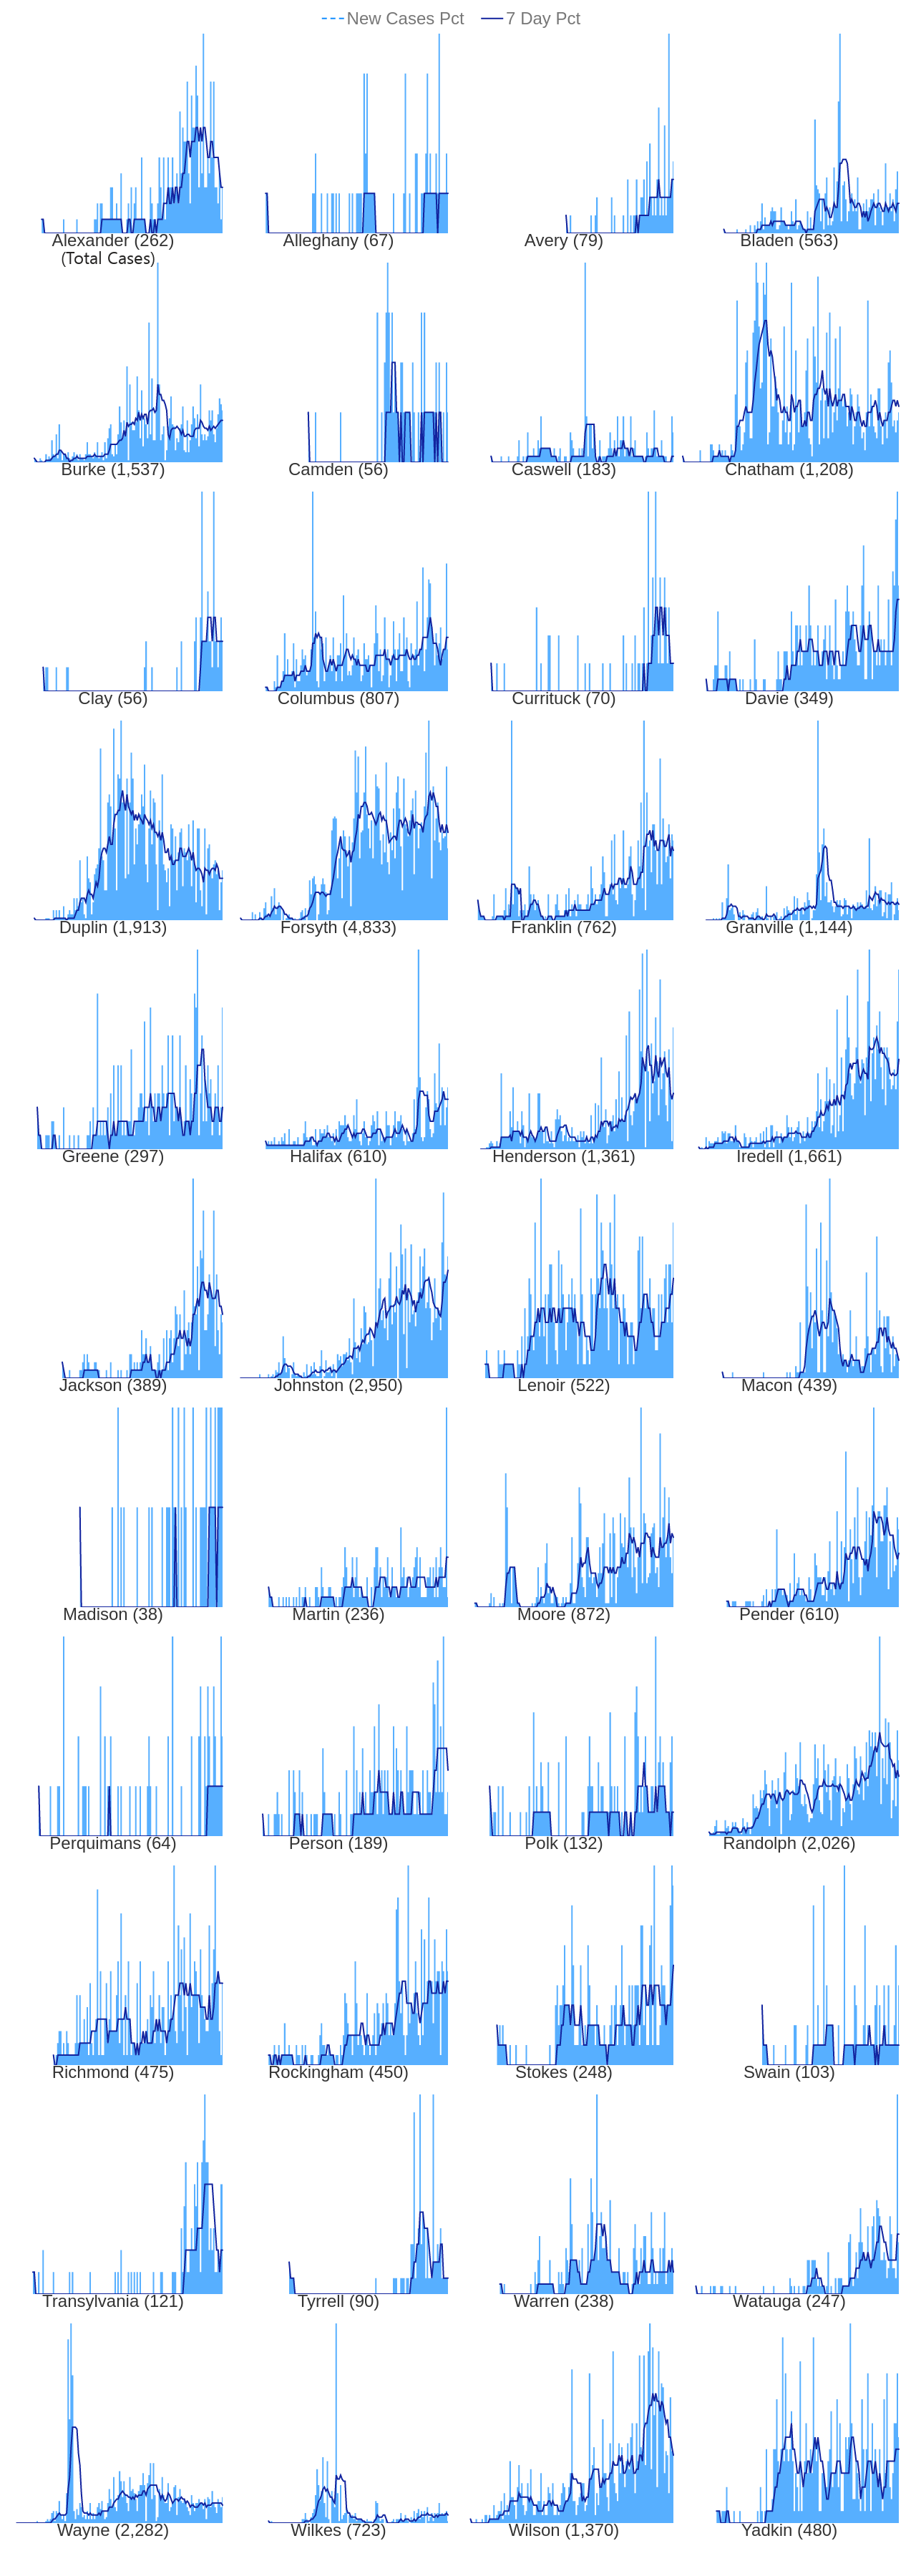 New Cases Pct 7 Day Pct
Alexander (262) Alleghany (67) Avery (79) Bladen (563)
(Total Cases)
Burke (1,537) Camden (56) Caswell (183) Chatham (1,208)
Clay (56) Columbus (807) Currituck (70) Davie (349)
Duplin (1,913) Forsyth (4,833) Franklin (762) Granville (1,144)
Greene (297) Halifax (610) Henderson (1,361) Iredell (1,661)
Jackson (389) Johnston (2,950) Lenoir (522) Macon (439)
Madison (38) Martin (236) Moore (872) Pender (610)
Perquimans (64) Person (189) Polk (132) Randolph (2,026)
Richmond (475) Rockingham (450) Stokes (248) Swain (103)
Transylvania (121) Tyrrell (90) Warren (238) Watauga (247)
Wayne (2,282) Wilkes (723) Wilson (1,370) Yadkin (480)